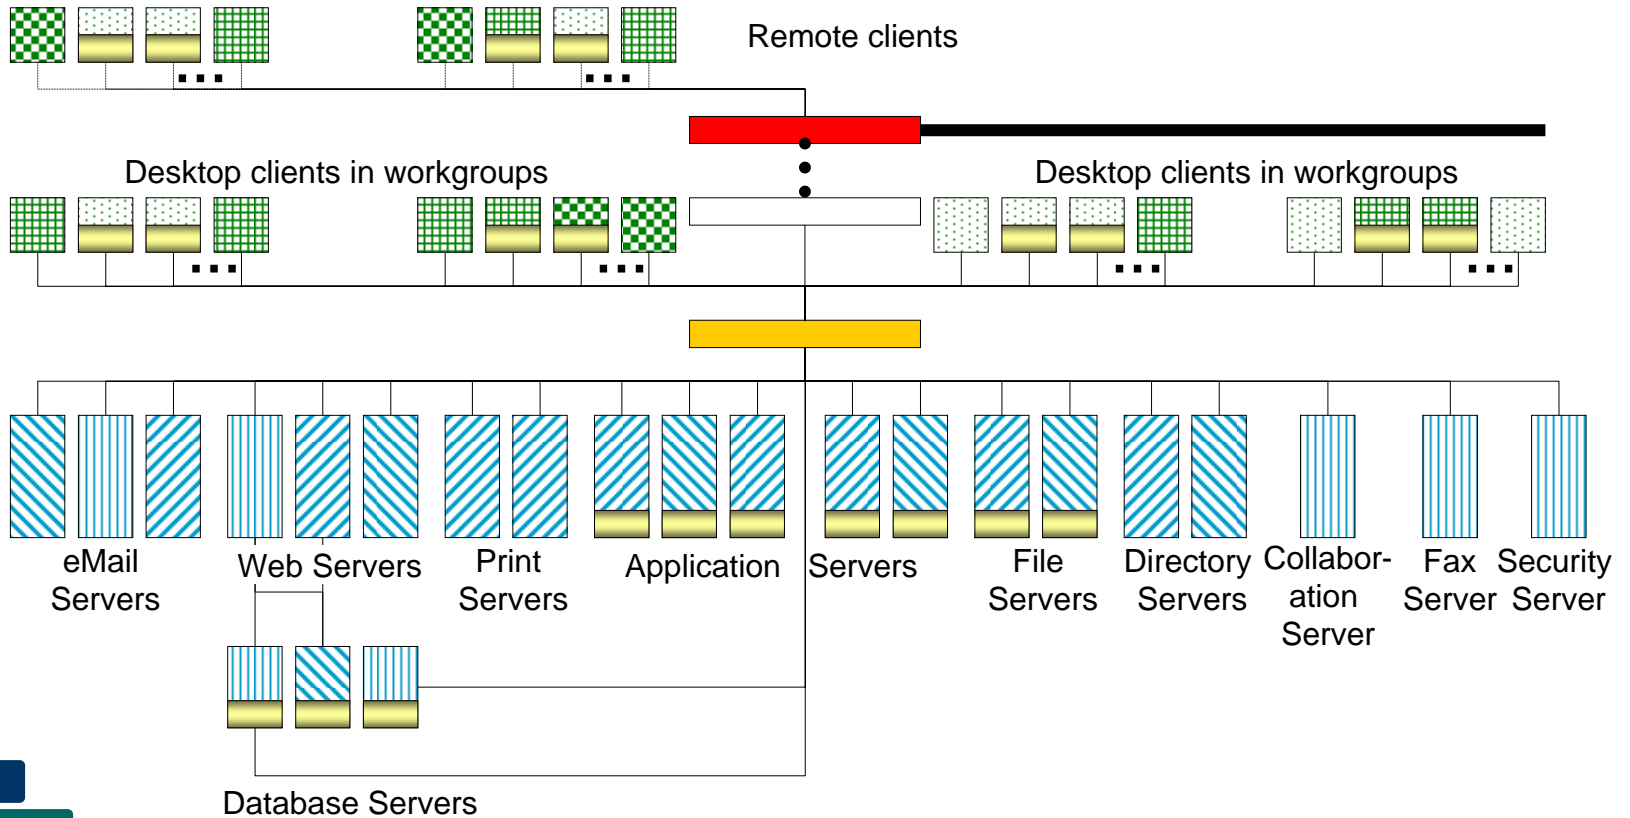 Remote clients
Desktop clients in workgroups
Desktop clients in workgroups
eMail
Servers
Web Servers
Print
Servers
Application
Servers
File
Servers
Directory
Servers
Collabor-
ation
Server
Fax
Server
Security
Server
Database Servers